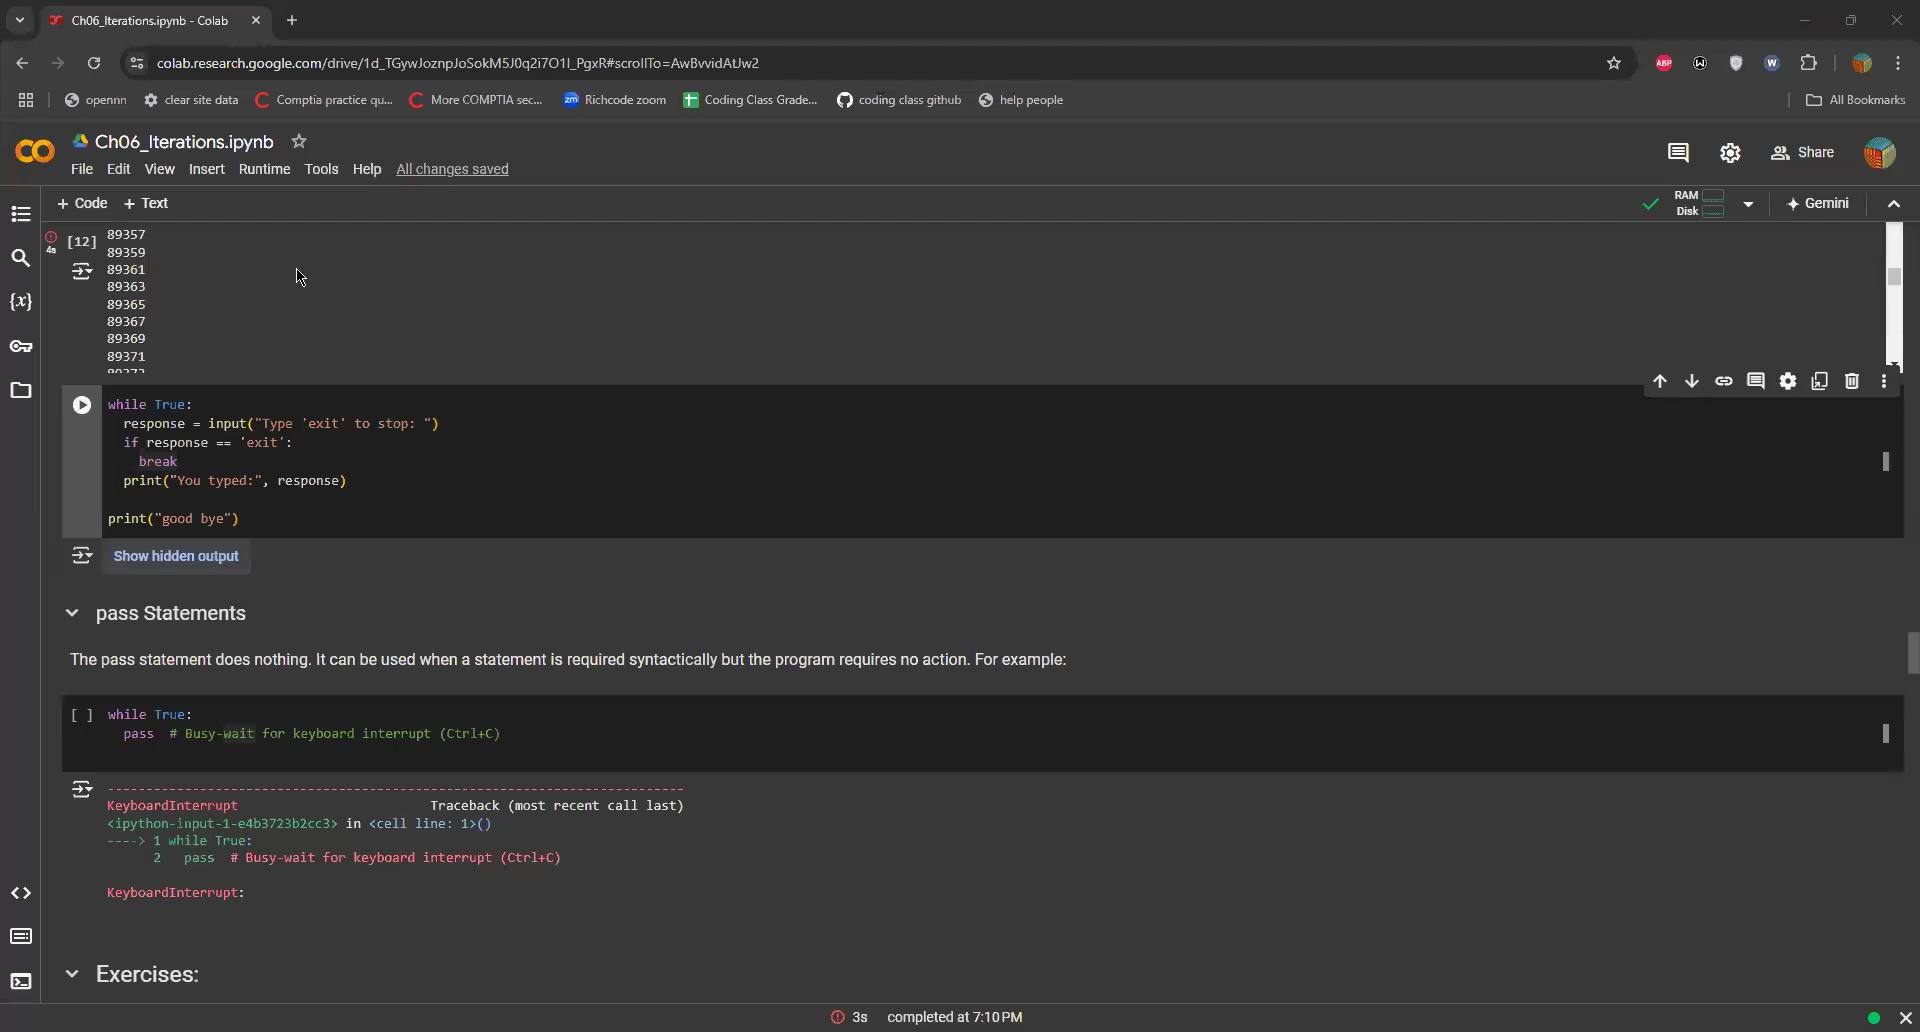 Ch06_Iterations.ipynb - Colab
colab.research.google.com/drive/1d_TGywJoznpJoSokM5J0q2i7O1I_PgxR#scrollTo=AwBvvidAtJw2
ABP
W
W
opennn
clear site data
Comptia practice qu...
More COMPTIA sec...
zm
Richcode zoom
Coding Class Grade...
coding class github
help people
All Bookmarks
Ch06_Iterations.ipynb
File Edit View Insert Runtime Tools Help All changes saved
Share
+ Code + Text
RAM
Disk
Gemini
4s
[12]
89357
89359
89361
89363
89365
89367
89369
89371
while True:
response = input("Type 'exit' to stop: ")
if response == 'exit':
break
print("You typed:", response)
print("good bye")
Show hidden output
pass Statements
The pass statement does nothing. It can be used when a statement is required syntactically but the program requires no action. For example:
[ ] while True:
pass # Busy-wait for keyboard interrupt (Ctrl+C)
---------------------------------------------------------------------------
KeyboardInterrupt Traceback (most recent call last)
<ipython-input-1-e4b3723b2cc3> in <cell line: 1>()
----> 1 while True:
2 pass # Busy-wait for keyboard interrupt (Ctrl+C)
KeyboardInterrupt:
Exercises:
3s completed at 7:10 PM